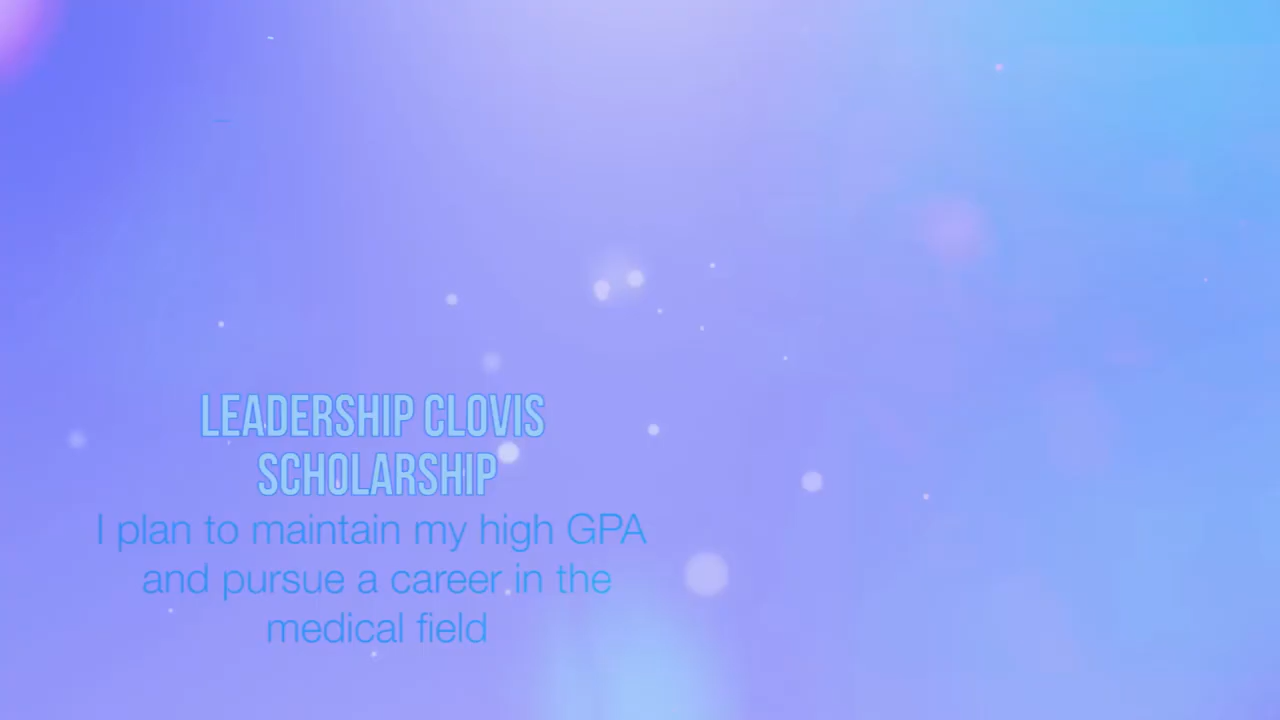 LEADERSHIP CLOVIS
SCHOLARSHIP
I plan to maintain my high GPA
and pursue a career in the
medical field